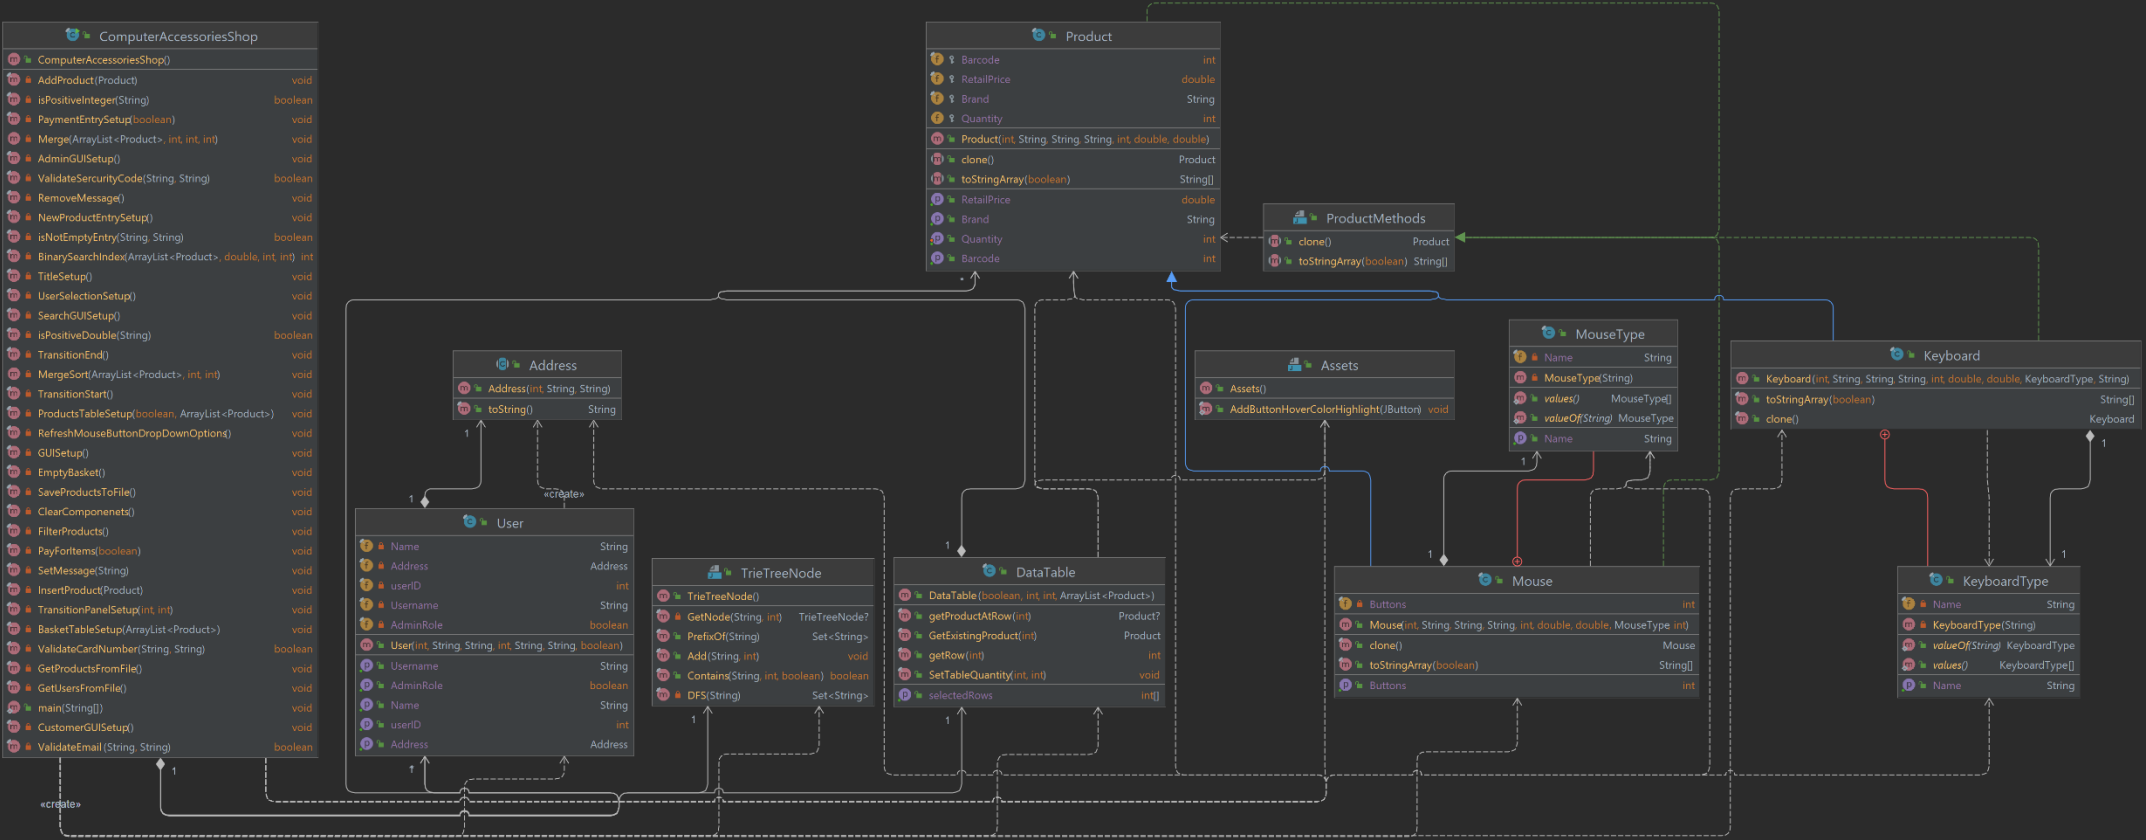 ComputerAccessoriesShop
ComputerAccessoriesShop()
AddProduct(Product) void
isPositiveInteger(String) boolean
PaymentEntrySetup(boolean) void
Merge(ArrayList<Product>, int, int, int) void
AdminGUISetup() void
ValidateSercurityCode(String, String) boolean
RemoveMessage() void
NewProductEntrySetup() void
isNotEmptyEntry(String, String) boolean
BinarySearchIndex(ArrayList<Product>, double, int, int) int
TitleSetup() void
UserSelectionSetup() void
SearchGUISetup() void
isPositiveDouble(String) boolean
TransitionEnd() void
MergeSort(ArrayList<Product>, int, int) void
TransitionStart() void
ProductsTableSetup(boolean, ArrayList<Product>) void
RefreshMouseButtonDropDownOptions() void
GUISetup() void
EmptyBasket() void
SaveProductsToFile() void
ClearComponenets() void
FilterProducts() void
PayForItems(boolean) void
SetMessage(String) void
InsertProduct(Product) void
TransitionPanelSetup(int, int) void
BasketTableSetup(ArrayList<Product>) void
ValidateCardNumber(String, String) boolean
GetProductsFromFile() void
GetUsersFromFile() void
main(String[]) void
CustomerGUISetup() void
ValidateEmail(String, String) boolean
1
«create»
Product
Barcode int
RetailPrice double
Brand String
Quantity int
Product(int, String, String, String, int, double, double)
clone() Product
toStringArray(boolean) String[]
RetailPrice double
Brand String
Quantity int
Barcode int
*
ProductMethods
clone() Product
toStringArray(boolean) String[]
Address
Address(int, String, String)
toString() String
1
1
«create»
User
Name String
Address Address
userID int
Username String
AdminRole boolean
User(int, String, String, int, String, String, boolean)
Username String
AdminRole boolean
Name String
userID int
Address Address
*
TrieTreeNode
TrieTreeNode()
GetNode(String, int) TrieTreeNode?
PrefixOf(String) Set<String>
Add(String, int) void
Contains(String, int, boolean) boolean
DFS(String) Set<String>
1
1
DataTable
DataTable(boolean, int, int, ArrayList<Product>)
getProductAtRow(int) Product?
GetExistingProduct(int) Product
getRow(int) int
SetTableQuantity(int, int) void
selectedRows int[]
1
Assets
Assets()
AddButtonHoverColorHighlight(JButton) void
MouseType
Name String
MouseType(String)
values() MouseType[]
valueOf(String) MouseType
Name String
1
1
Mouse
Buttons int
Mouse(int, String, String, String, int, double, double, MouseType int)
clone() Mouse
toStringArray(boolean) String[]
Buttons int
Keyboard
Keyboard(int, String, String, String, int, double, double, KeyboardType, String)
toStringArray(boolean) String[]
clone() Keyboard
1
1
KeyboardType
Name String
KeyboardType(String)
valueOf(String) KeyboardType
values() KeyboardType[]
Name String